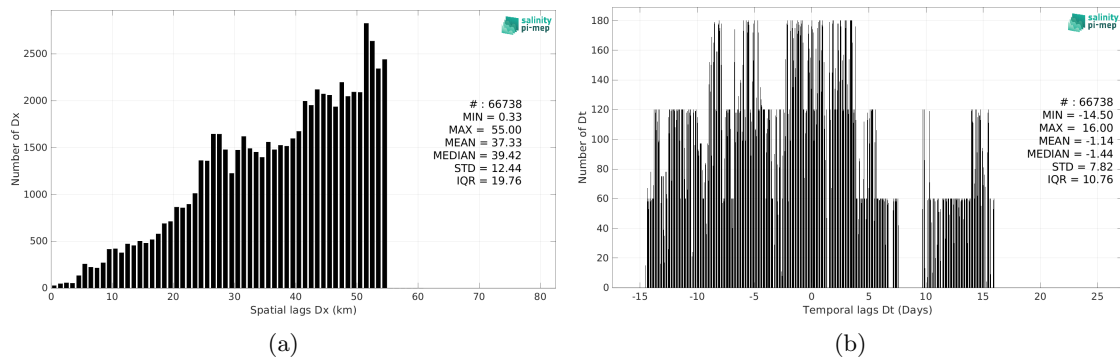 salinity
pi-mep
2500
2000
1500
1000
500
0
Number of Dx
# : 66738
MIN = 0.33
MAX = 55.00
MEAN = 37.33
MEDIAN = 39.42
STD = 12.44
IQR = 19.76
0 10 20 30 40 50 60 70 80
Spatial lags Dx (km)
(a)
salinity
pi-mep
180
160
140
120
100
80
60
40
20
0
Number of Dt
# : 66738
MIN = -14.50
MAX = 16.00
MEAN = -1.14
MEDIAN = -1.44
STD = 7.82
IQR = 10.76
-15 -10 -5 0 5 10 15 20 25
Temporal lags Dt (Days)
(b)